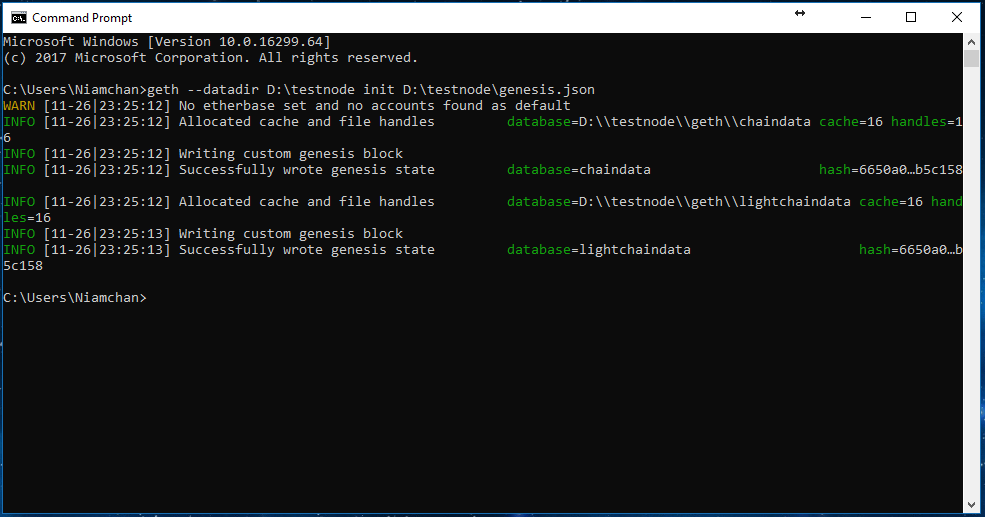 Command Prompt
Microsoft Windows [Version 10.0.16299.64]
(c) 2017 Microsoft Corporation. All rights reserved.
C:\Users\Niamchan>geth --datadir D:\testnode init D:\testnode\genesis.json
WARN [11-26|23:25:12] No etherbase set and no accounts found as default
INFO [11-26|23:25:12] Allocated cache and file handles         database=D:\\testnode\\geth\\chaindata cache=16 handles=1
6
INFO [11-26|23:25:12] Writing custom genesis block
INFO [11-26|23:25:12] Successfully wrote genesis state         database=chaindata                     hash=6650a0…b5c158
INFO [11-26|23:25:12] Allocated cache and file handles         database=D:\\testnode\\geth\\lightchaindata cache=16 hand
les=16
INFO [11-26|23:25:13] Writing custom genesis block
INFO [11-26|23:25:13] Successfully wrote genesis state         database=lightchaindata                     hash=6650a0…b
5c158
C:\Users\Niamchan>